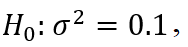 H₀: σ² = 0.1,